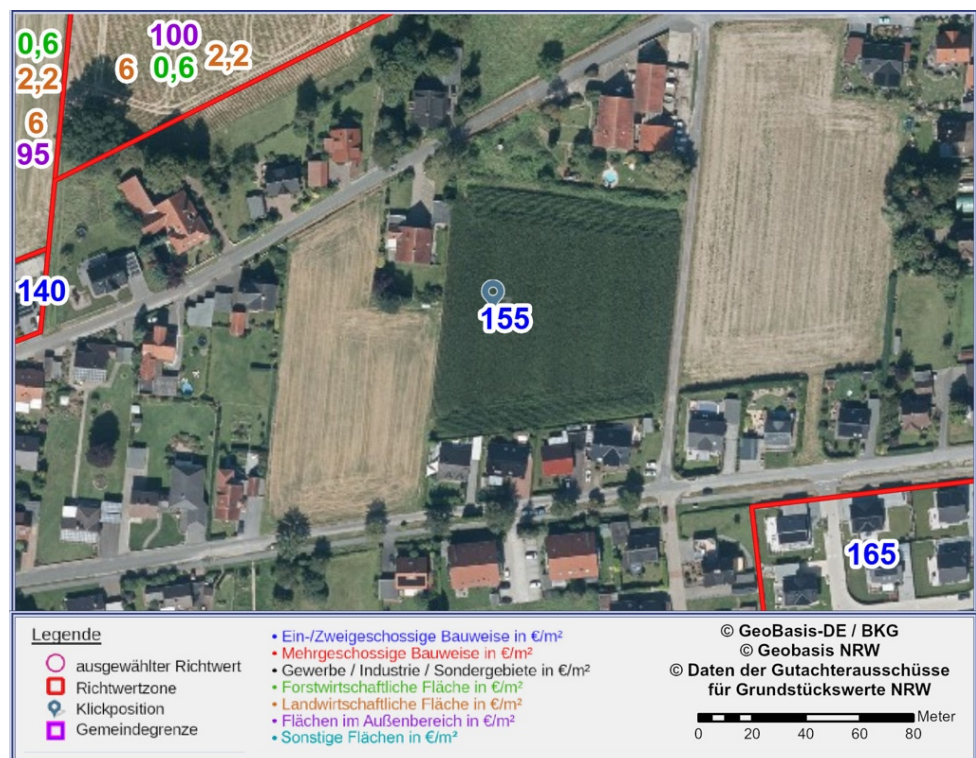 100
0,6
6
0,6
2,2
2,2
6
95
140
155
165
Legende
ausgewählter Richtwert
Richtwertzone
Klickposition
Gemeindegrenze
• Ein-/Zweigeschossige Bauweise in €/m²
• Mehrgeschossige Bauweise in €/m²
• Gewerbe / Industrie / Sondergebiete in €/m²
• Forstwirtschaftliche Fläche in €/m²
• Landwirtschaftliche Fläche in €/m²
• Flächen im Außenbereich in €/m²
• Sonstige Flächen in €/m²
© GeoBasis-DE / BKG
© Geobasis NRW
© Daten der Gutachterausschüsse
für Grundstückswerte NRW
Meter
0 20 40 60 80